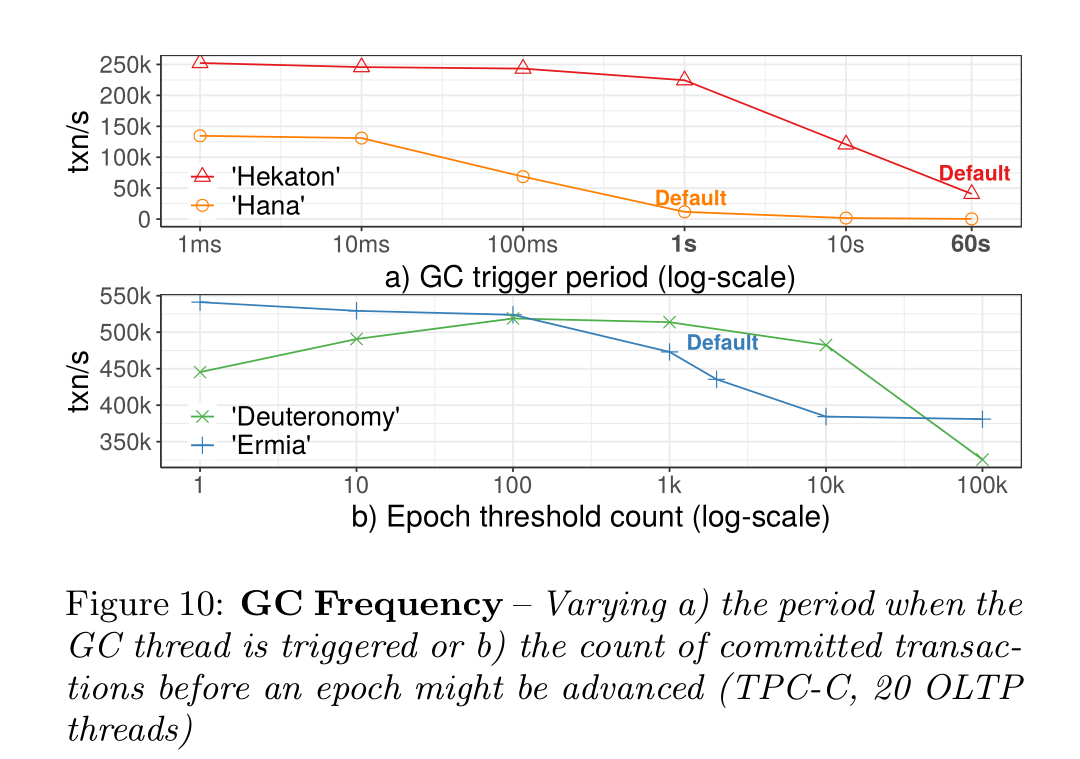 250k
200k
150k
100k
50k
0
txn/s
'Hekaton'
'Hana'
Default
Default
1ms 10ms 100ms 1s 10s 60s
a) GC trigger period (log-scale)
550k
500k
450k
400k
350k
txn/s
Default
'Deuteronomy'
'Ermia'
1 10 100 1k 10k 100k
b) Epoch threshold count (log-scale)
Figure 10: GC Frequency – Varying a) the period when the
GC thread is triggered or b) the count of committed transac-
tions before an epoch might be advanced (TPC-C, 20 OLTP
threads)